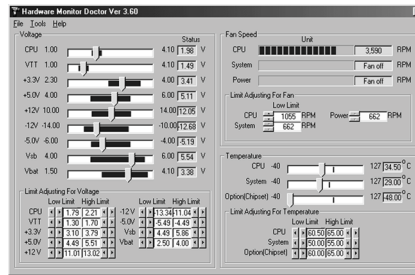 Hardware Monitor Doctor Ver 3.60
File Tools Help
Voltage
Status
CPU 1.00 4.10 1.98 V
VTT 1.00 4.10 1.49 V
+3.3V 2.30 4.00 3.41 V
+5.0V 4.00 6.00 5.11 V
+12V 10.00 14.00 12.05 V
-12V -14.00 -10.00 -12.68 V
-5.0V -6.00 -4.00 -5.19 V
Vsb 4.00 6.00 5.54 V
Vbat 1.50 4.10 3.38 V
Limit Adjusting For Voltage
Low Limit High Limit Low Limit High Limit
CPU 1.79 2.21 -12V -13.34 -11.04
VTT 1.30 1.70 -5.0V -5.49 -4.49
+3.3V 3.10 3.79 Vsb 4.49 5.86
+5.0V 4.49 5.51 Vbat 2.50 4.00
+12V 11.01 13.02
Fan Speed
Unit
CPU 3,590 RPM
System Fan off RPM
Power Fan off RPM
Limit Adjusting For Fan
Low Limit
CPU 1055 RPM Power 662 RPM
System 662 RPM
Temperature
CPU -40 127 34.50 °C
System -40 127 29.00 °C
Option(Chipset) -40 127 -48.00 °C
Limit Adjusting For Temperature
Low Limit High Limit
CPU 60.50 65.00
System 50.00 55.00
Option(Chipset) 60.00 65.00